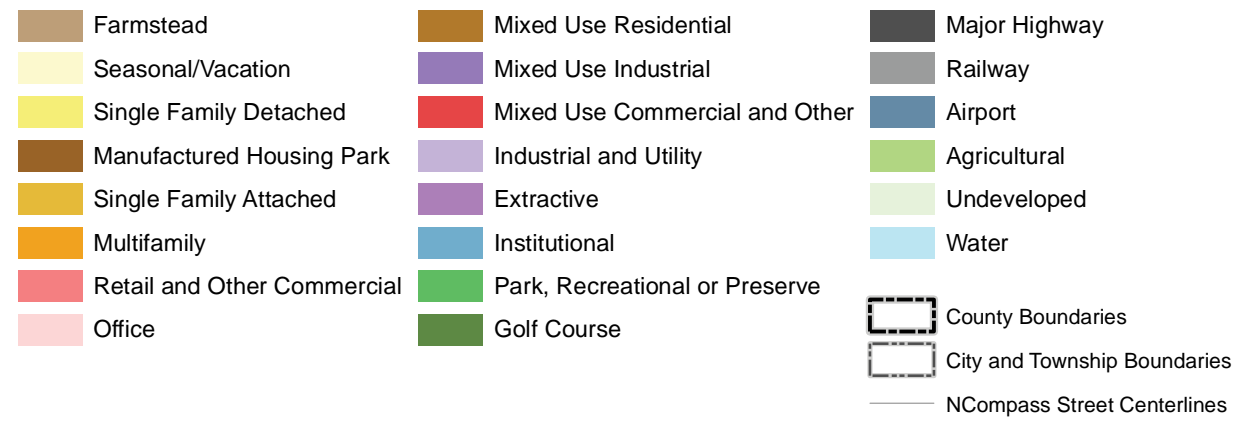 Farmstead
Seasonal/Vacation
Single Family Detached
Manufactured Housing Park
Single Family Attached
Multifamily
Retail and Other Commercial
Office
Mixed Use Residential
Mixed Use Industrial
Mixed Use Commercial and Other
Industrial and Utility
Extractive
Institutional
Park, Recreational or Preserve
Golf Course
Major Highway
Railway
Airport
Agricultural
Undeveloped
Water
County Boundaries
City and Township Boundaries
NCompass Street Centerlines